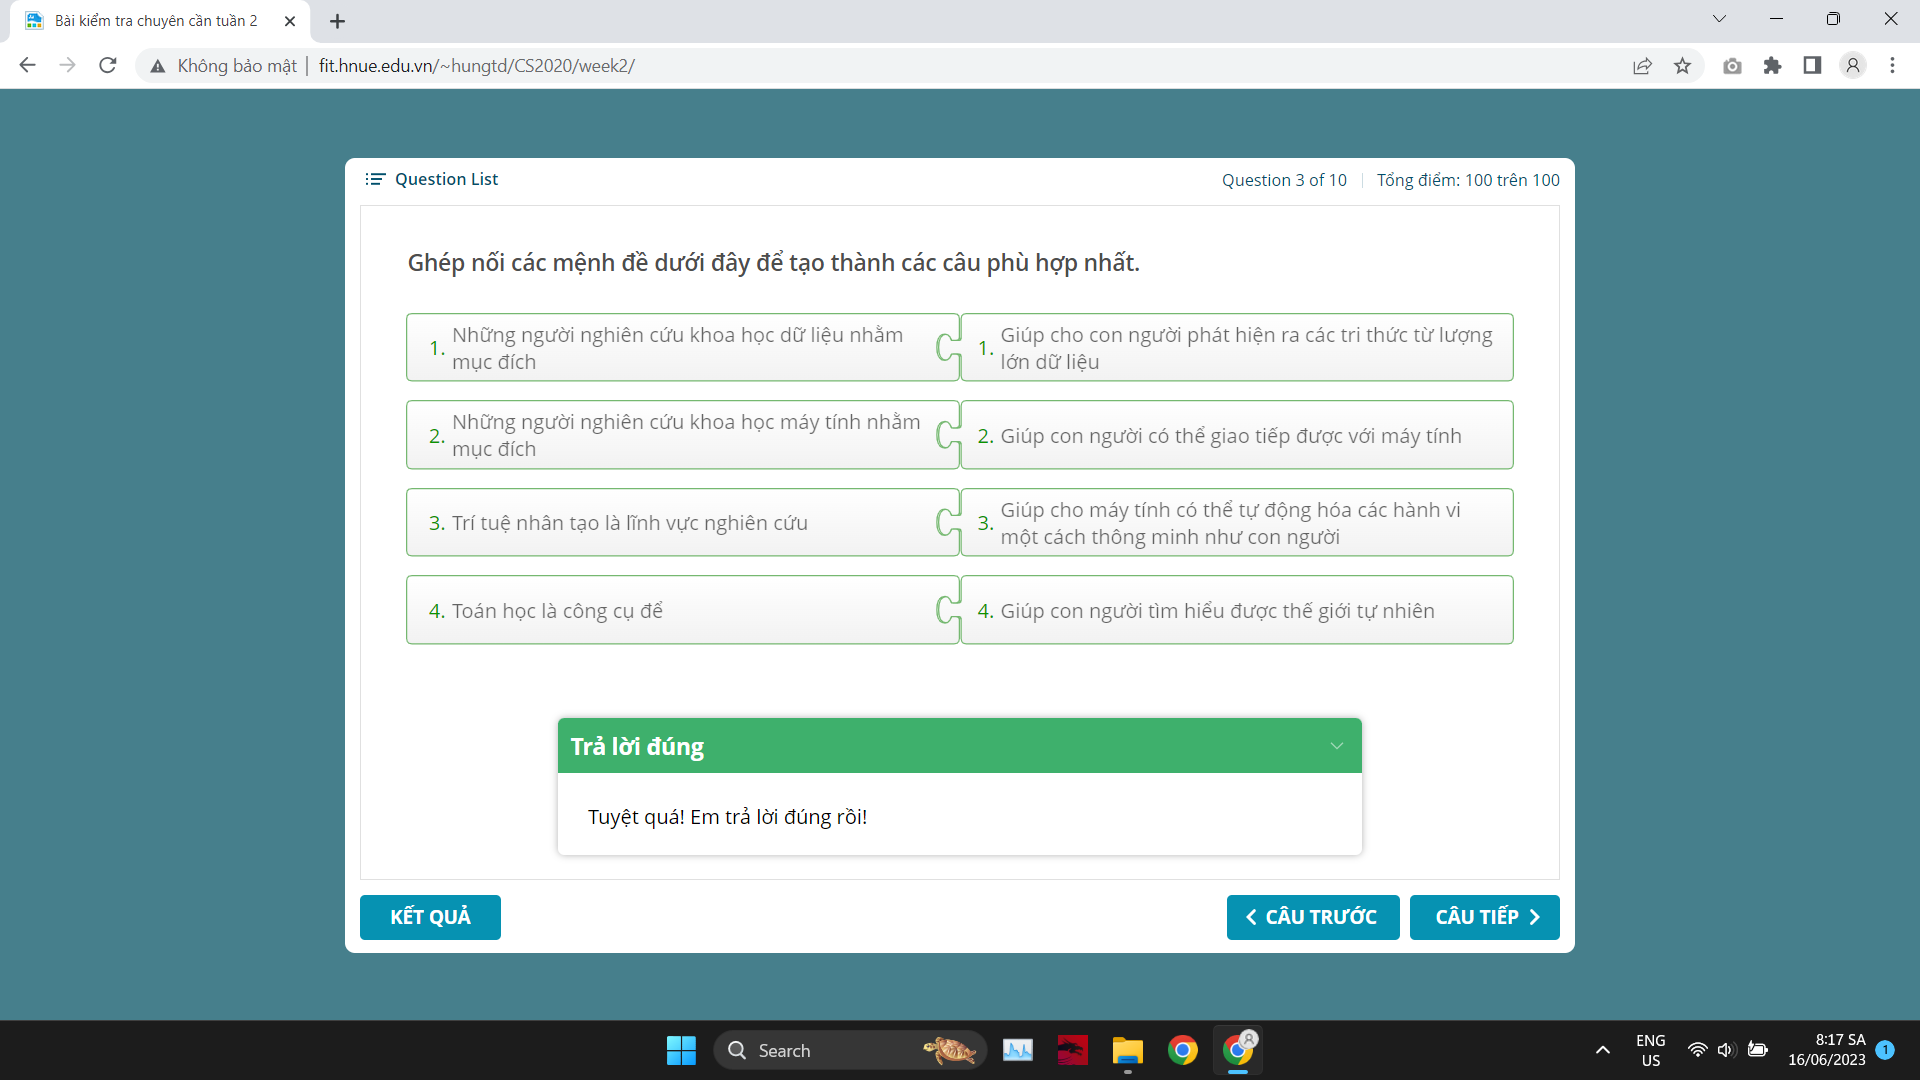 Bài kiểm tra chuyên cần tuần 2
Không bảo mật
fit.hnue.edu.vn/~hungtd/CS2020/week2/
Question List
Question 3 of 10
Tổng điểm: 100 trên 100
Ghép nối các mệnh đề dưới đây để tạo thành các câu phù hợp nhất.
1. Những người nghiên cứu khoa học dữ liệu nhằm
mục đích
1. Giúp cho con người phát hiện ra các tri thức từ lượng
lớn dữ liệu
2. Những người nghiên cứu khoa học máy tính nhằm
mục đích
2. Giúp con người có thể giao tiếp được với máy tính
3. Trí tuệ nhân tạo là lĩnh vực nghiên cứu
3. Giúp cho máy tính có thể tự động hóa các hành vi
một cách thông minh như con người
4. Toán học là công cụ để
4. Giúp con người tìm hiểu được thế giới tự nhiên
Trả lời đúng
Tuyệt quá! Em trả lời đúng rồi!
KẾT QUẢ
CÂU TRƯỚC
CÂU TIẾP
Search
ENG
US
8:17 SA
16/06/2023
1